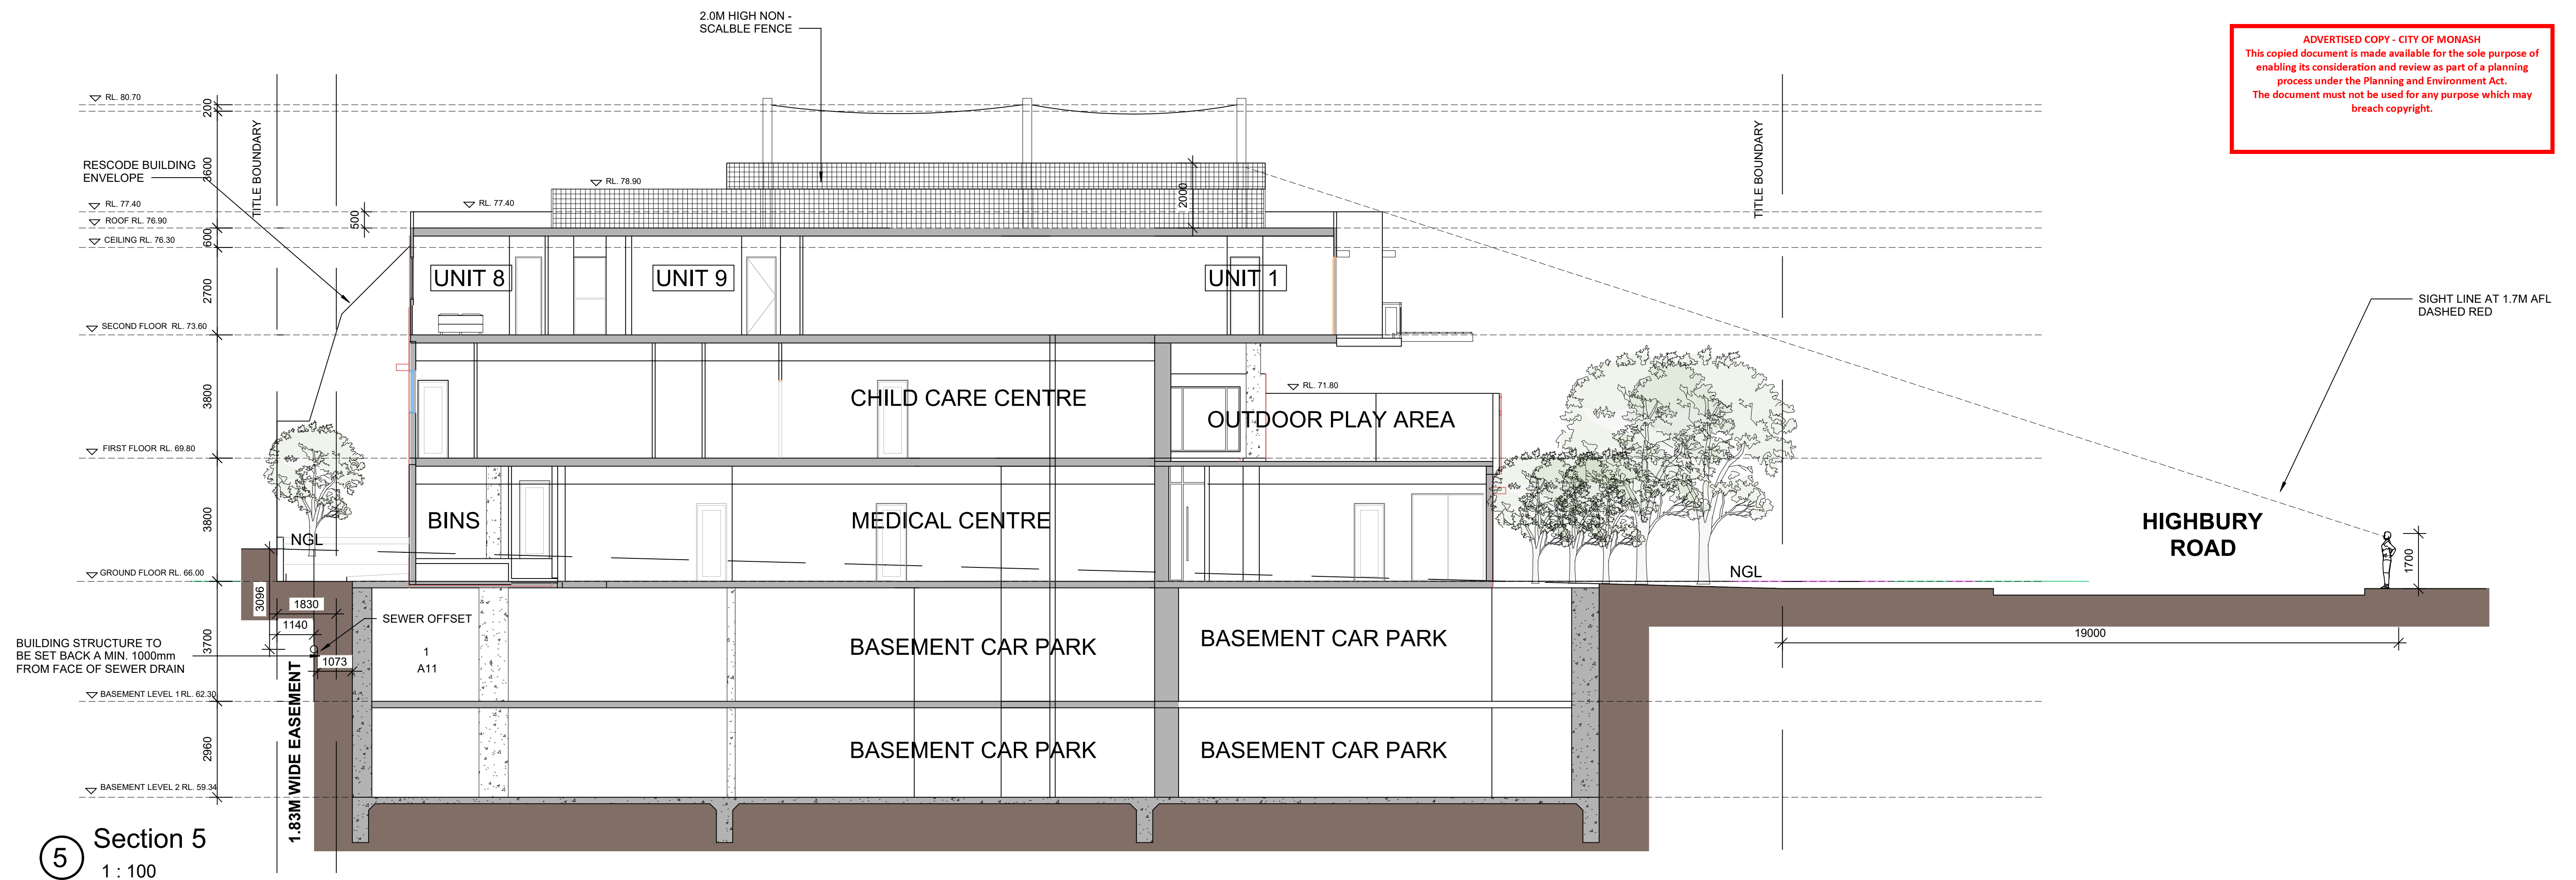 2.0M HIGH NON -
SCALBLE FENCE
ADVERTISED COPY - CITY OF MONASH
This copied document is made available for the sole purpose of
enabling its consideration and review as part of a planning
process under the Planning and Environment Act.
The document must not be used for any purpose which may
breach copyright.
RL. 80.70
200
TITLE BOUNDARY
TITLE BOUNDARY
RESCODE BUILDING
ENVELOPE
3600
RL. 78.90
2000
RL. 77.40
RL. 77.40
500
ROOF RL. 76.90
600
CEILING RL. 76.30
2700
UNIT 8
UNIT 9
UNIT 1
SIGHT LINE AT 1.7M AFL
DASHED RED
SECOND FLOOR RL. 73.60
3800
CHILD CARE CENTRE
RL. 71.80
OUTDOOR PLAY AREA
FIRST FLOOR RL. 69.80
3800
BINS
MEDICAL CENTRE
HIGHBURY
ROAD
NGL
NGL
1700
GROUND FLOOR RL. 66.00
3096
1830
1140
SEWER OFFSET
3700
BUILDING STRUCTURE TO
BE SET BACK A MIN. 1000mm
FROM FACE OF SEWER DRAIN
1073
1
A11
BASEMENT CAR PARK
BASEMENT CAR PARK
19000
BASEMENT LEVEL 1 RL. 62.30
1.83M WIDE EASEMENT
2960
BASEMENT CAR PARK
BASEMENT CAR PARK
BASEMENT LEVEL 2 RL. 59.34
5
Section 5
1 : 100